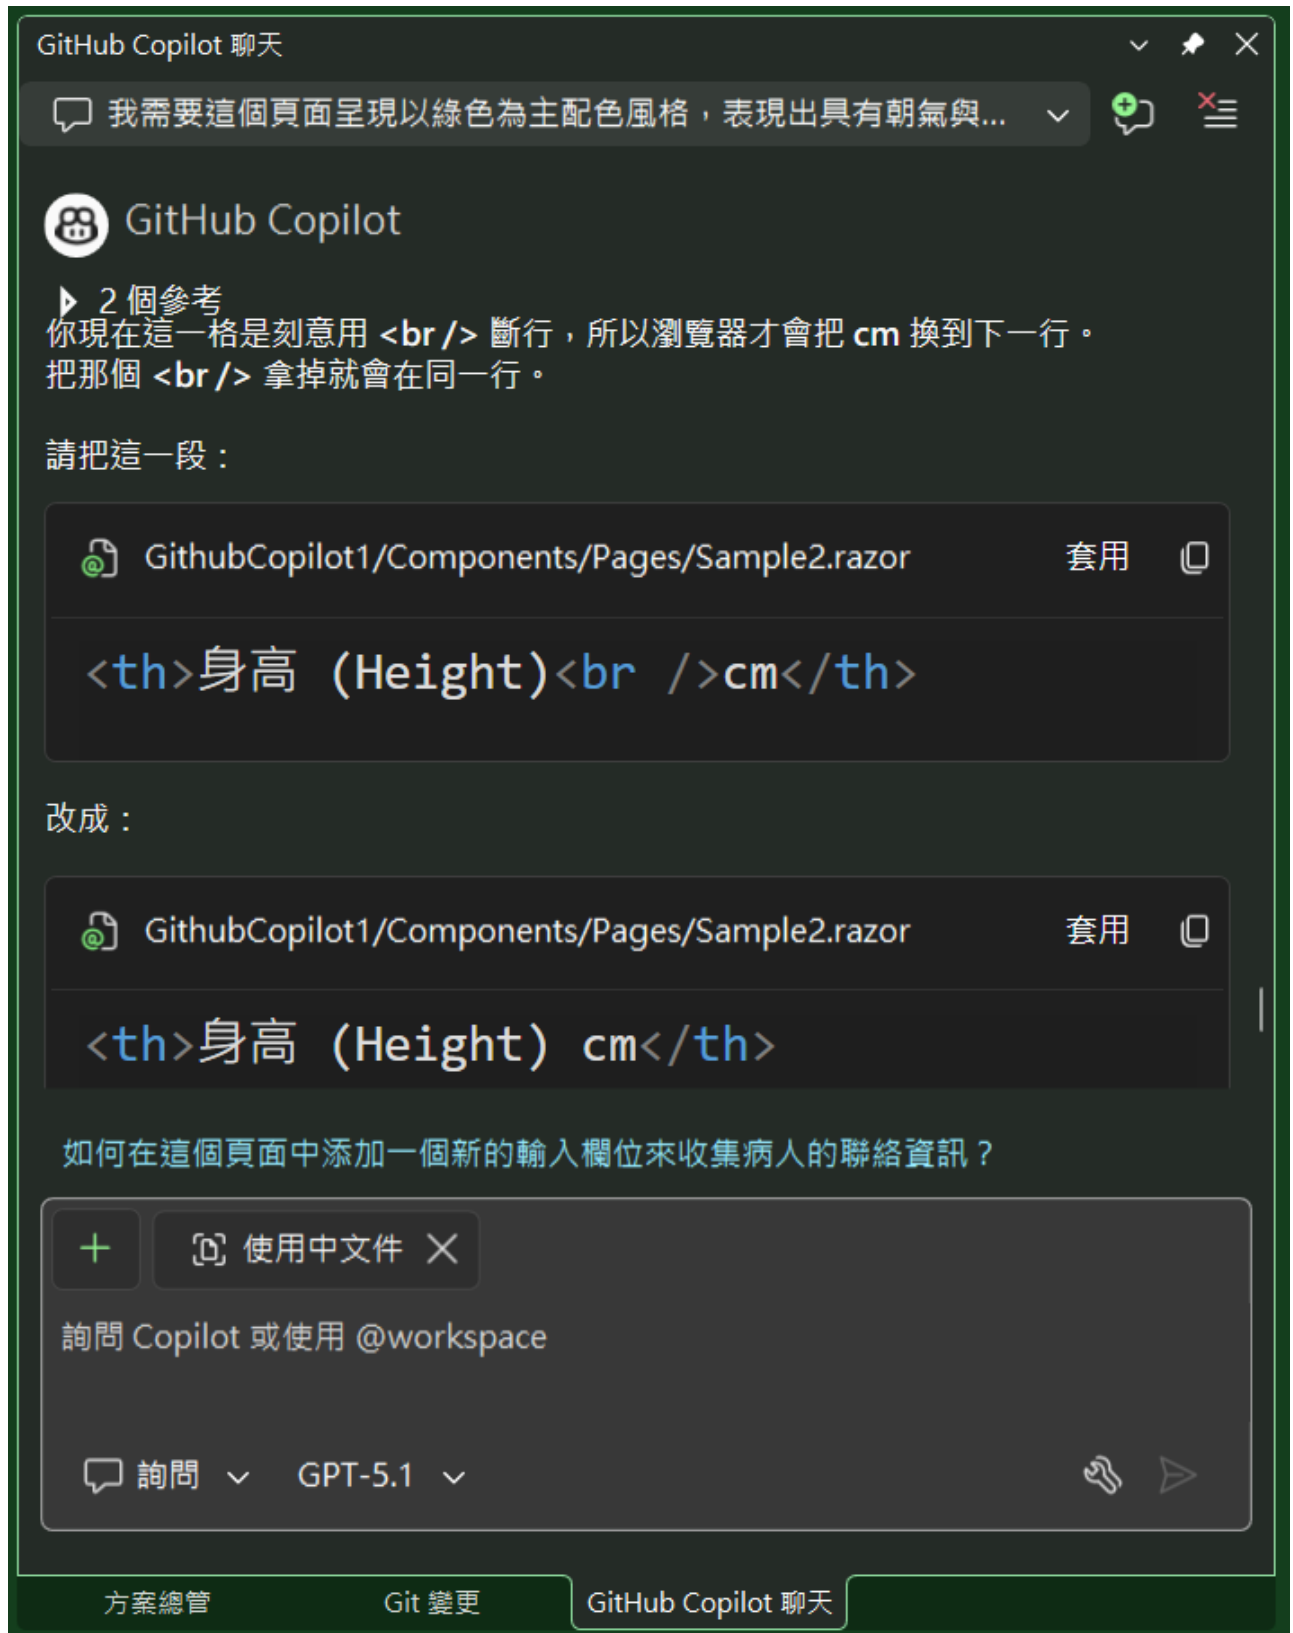 GitHub Copilot 聊天
我需要這個頁面呈現以綠色為主配色風格，表現出具有朝氣與...
GitHub Copilot
2 個參考
你現在這一格是刻意用 <br /> 斷行，所以瀏覽器才會把 cm 換到下一行。
把那個 <br /> 拿掉就會在同一行。
請把這一段：
GithubCopilot1/Components/Pages/Sample2.razor 套用
<th>身高 (Height)<br />cm</th>
改成：
GithubCopilot1/Components/Pages/Sample2.razor 套用
<th>身高 (Height) cm</th>
如何在這個頁面中添加一個新的輸入欄位來收集病人的聯絡資訊？
使用中文件
詢問 Copilot 或使用 @workspace
詢問 GPT-5.1
方案總管 Git 變更 GitHub Copilot 聊天